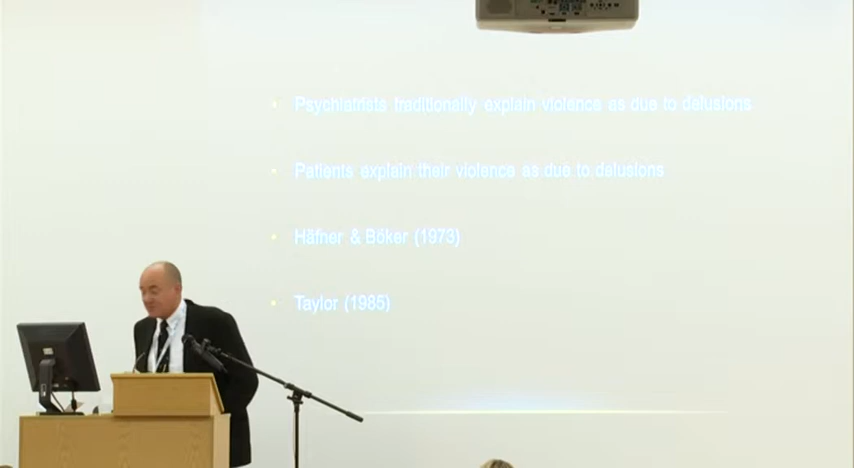 Psychiatrists traditionally explain violence as due to delusions
Patients explain their violence as due to delusions
Häfner & Böker (1973)
Taylor (1985)